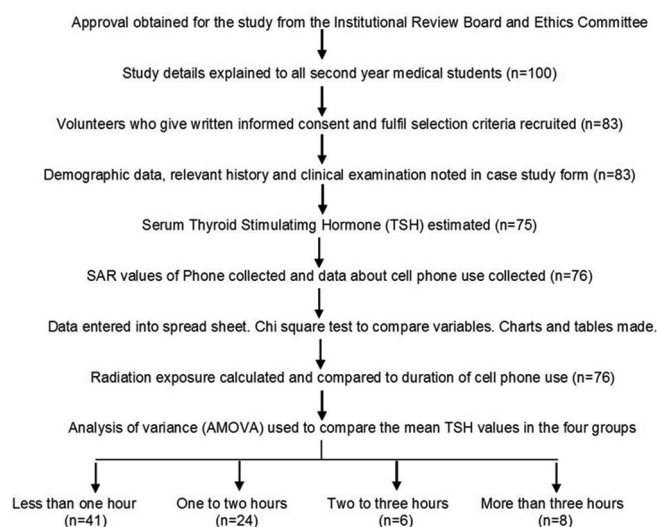 Approval obtained for the study from the Institutional Review Board and Ethics Committee
Study details explained to all second year medical students (n=100)
Volunteers who give written informed consent and fulfil selection criteria recruited (n=83)
Demographic data, relevant history and clinical examination noted in case study form (n=83)
Serum Thyroid Stimulatimg Hormone (TSH) estimated (n=75)
SAR values of Phone collected and data about cell phone use collected (n=76)
Data entered into spread sheet. Chi square test to compare variables. Charts and tables made.
Radiation exposure calculated and compared to duration of cell phone use (n=76)
Analysis of variance (AMOVA) used to compare the mean TSH values in the four groups
Less than one hour
(n=41)
One to two hours
(n=24)
Two to three hours
(n=6)
More than three hours
(n=8)